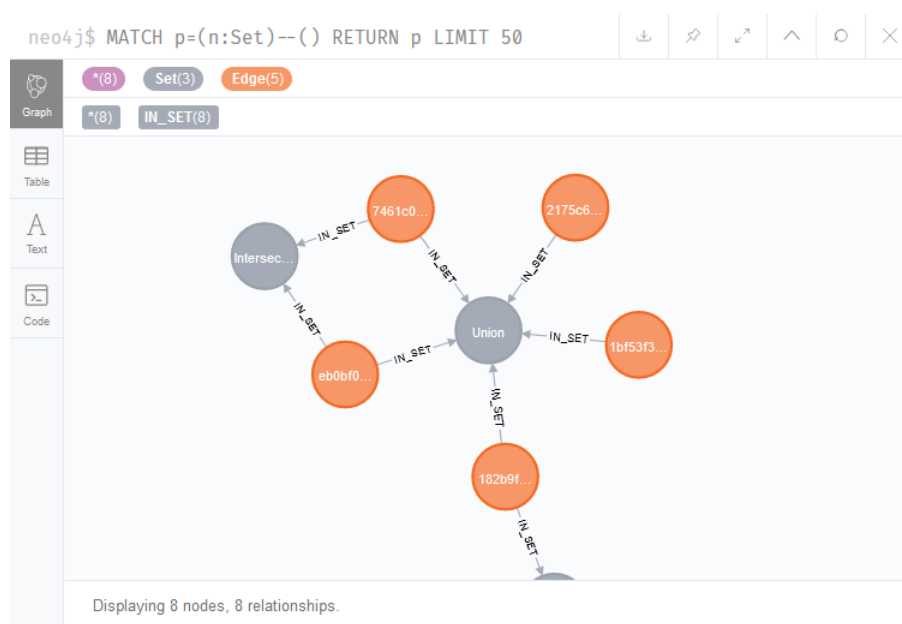 neo4j$ MATCH p=(n:Set)--() RETURN p LIMIT 50
*(8) Set(3) Edge(5)
Graph
*(8) IN_SET(8)
Table
Text
Code
7461c0...
2175c6...
IN_SET
Intersec...
IN_SET
IN_SET
IN_SET
Union
IN_SET
1bf53f3...
IN_SET
eb0bf0...
IN_SET
182b9f...
IN_SET
Displaying 8 nodes, 8 relationships.